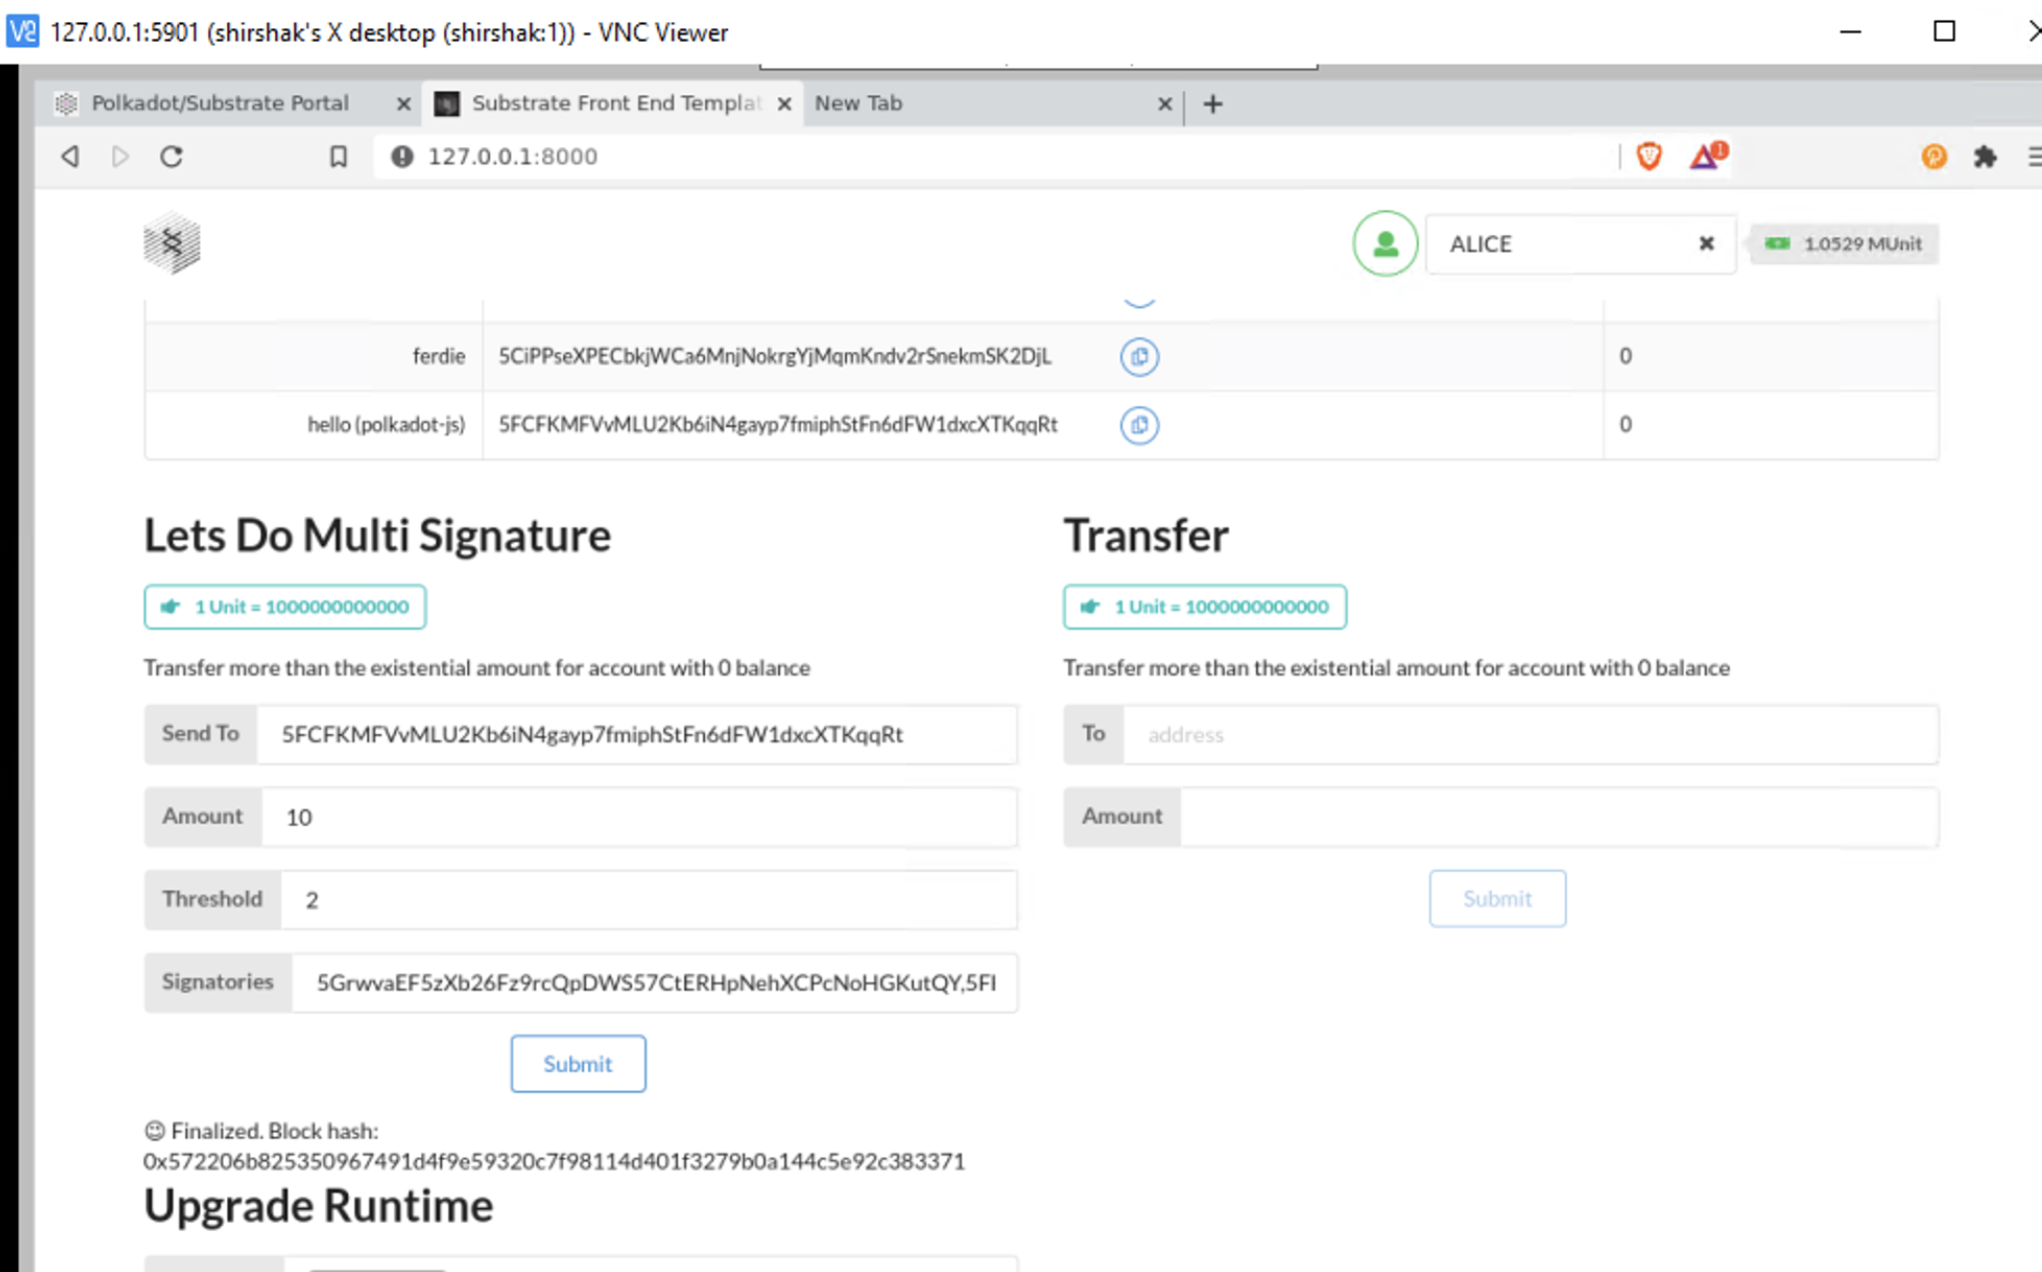 127.0.0.1:5901 (shirshak's X desktop (shirshak:1)) - VNC Viewer
Polkadot/Substrate Portal
Substrate Front End Templat
New Tab
127.0.0.1:8000
1
ALICE
1.0529 MUnit
ferdie 5CiPPseXPECbkjWCa6MnjNokrgYjMqmKndv2rSnekmSK2DjL 0
hello (polkadot-js) 5FCFKMFVvMLU2Kb6iN4gayp7fmiphStFn6dFW1dxcXTKqqRt 0
Lets Do Multi Signature
1 Unit = 1000000000000
Transfer more than the existential amount for account with 0 balance
Send To 5FCFKMFVvMLU2Kb6iN4gayp7fmiphStFn6dFW1dxcXTKqqRt
Amount 10
Threshold 2
Signatories 5GrwvaEF5zXb26Fz9rcQpDWS57CtERHpNehXCPcNoHGKutQY,5FI
Submit
Finalized. Block hash:
0x572206b825350967491d4f9e59320c7f98114d401f3279b0a144c5e92c383371
Transfer
1 Unit = 1000000000000
Transfer more than the existential amount for account with 0 balance
To address
Amount
Submit
Upgrade Runtime